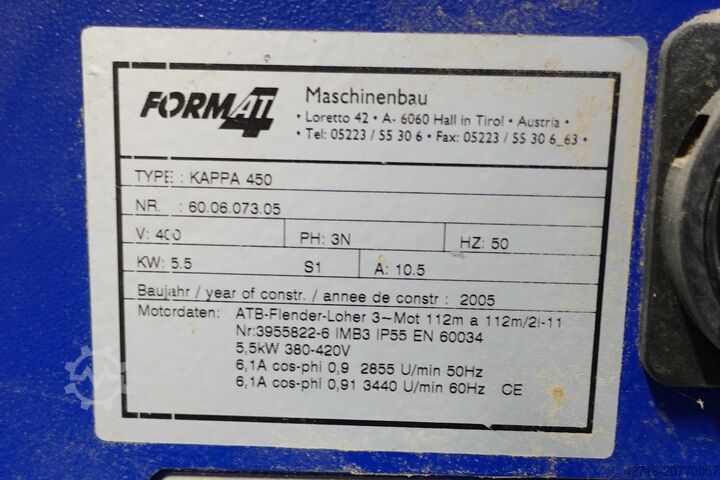 FORMAT 4
Maschinenbau
• Loretto 42 • A- 6060 Hall in Tirol • Austria •
• Tel: 05223 / 55 30 6 • Fax: 05223 / 55 30 6_63 •
TYPE : KAPPA 450
NR. : 60.06.073.05
V: 400 PH: 3N HZ: 50
KW: 5.5 S1 A: 10.5
Baujahr / year of constr. / annee de constr : 2005
Motordaten: ATB-Flender-Loher 3~Mot 112m a 112m/2l-11
Nr:3955822-6 IMB3 IP55 EN 60034
5,5kW 380-420V
6,1A cos-phi 0,9 2855 U/min 50Hz
6,1A cos-phi 0,91 3440 U/min 60Hz CE
42719-20770057